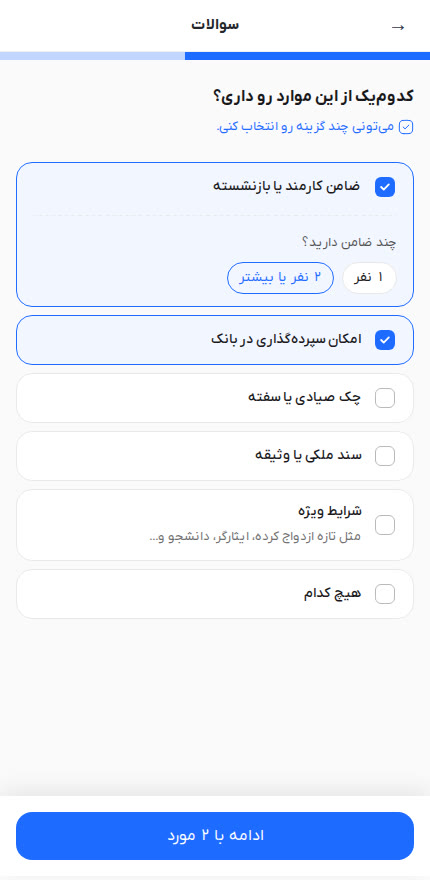 سوالات
کدوم‌یک از این موارد رو داری؟
می‌تونی چند گزینه رو انتخاب کنی.
ضامن کارمند یا بازنشسته
چند ضامن دارید؟
۱ نفر
۲ نفر یا بیشتر
امکان سپرده‌گذاری در بانک
چک صیادی یا سفته
سند ملکی یا وثیقه
شرایط ویژه
مثل تازه ازدواج کرده، ایثارگر، دانشجو و...
هیچ کدام
ادامه با ۲ مورد